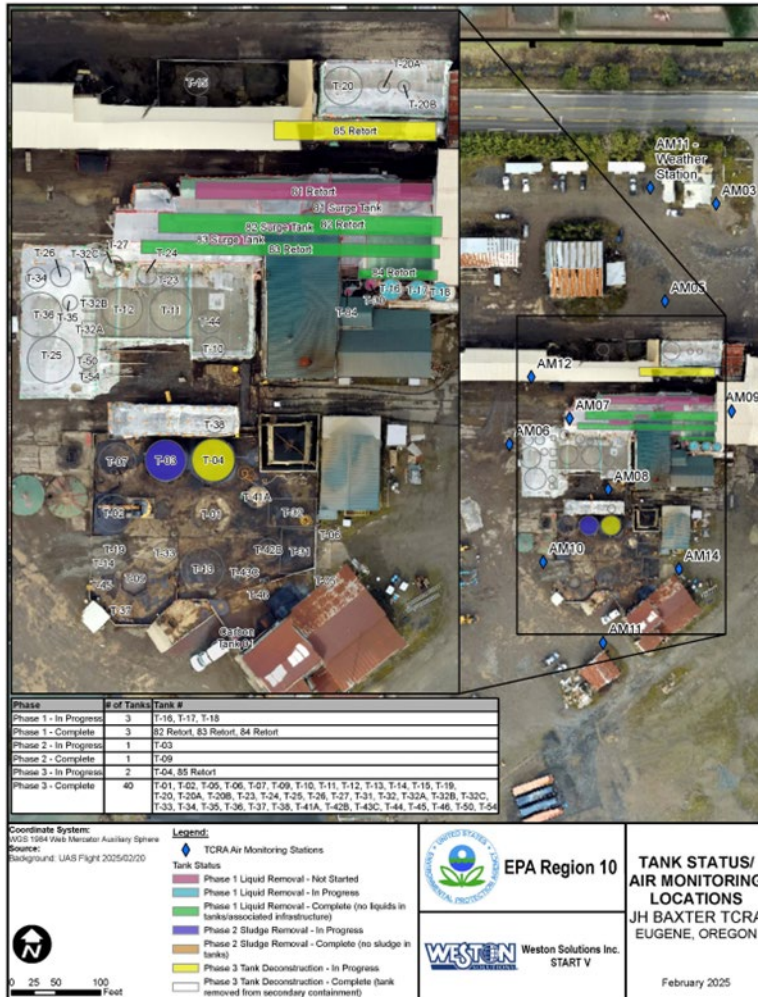 T-15
T-20A
T-20
T-20B
85 Retort
81 Retort
81 Surge Tank
82 Surge Tank
82 Retort
83 Surge Tank
83 Retort
84 Retort
T-26
T-32C
T-27
T-24
T-34
T-23
T-32B
T-36
T-35
T-12
T-11
T-32A
T-44
T-25
T-10
T-50
T-54
T-16
T-17
T-18
T-38
T-07
T-03
T-04
T-41A
T-02
T-01
T-06
T-19
T-33
T-42B
T-31
T-14
T-13
T-43C
T-45
T-37
Carbon
Tank 01
AM11 -
Weather
Station
AM03
AM05
AM12
AM07
AM09
AM06
AM08
AM10
AM14
AM11
Phase # of Tanks Tank #
Phase 1 - In Progress 3 T-16, T-17, T-18
Phase 1 - Complete 3 82 Retort, 83 Retort, 84 Retort
Phase 2 - In Progress 1 T-03
Phase 2 - Complete 1 T-09
Phase 3 - In Progress 2 T-04, 85 Retort
Phase 3 - Complete 40 T-01, T-02, T-05, T-06, T-07, T-09, T-10, T-11, T-12, T-13, T-14, T-15, T-19,
T-20, T-20A, T-20B, T-23, T-24, T-25, T-26, T-27, T-31, T-32, T-32A, T-32B, T-32C,
T-33, T-34, T-35, T-36, T-37, T-38, T-41A, T-42B, T-43C, T-44, T-45, T-46, T-50, T-54
Coordinate System:
WGS 1984 Web Mercator Auxiliary Sphere
Source:
Background: UAS Flight 2025/02/20
N
0 25 50 100
Feet
Legend:
TCRA Air Monitoring Stations
Tank Status
Phase 1 Liquid Removal - Not Started
Phase 1 Liquid Removal - In Progress
Phase 1 Liquid Removal - Complete (no liquids in
tanks/associated infrastructure)
Phase 2 Sludge Removal - In Progress
Phase 2 Sludge Removal - Complete (no sludge in
tanks)
Phase 3 Tank Deconstruction - In Progress
Phase 3 Tank Deconstruction - Complete (tank
removed from secondary containment)
UNITED STATES
ENVIRONMENTAL PROTECTION AGENCY
EPA Region 10
WESTON
SOLUTIONS
Weston Solutions Inc.
START V
TANK STATUS/
AIR MONITORING
LOCATIONS
JH BAXTER TCRA
EUGENE, OREGON
February 2025